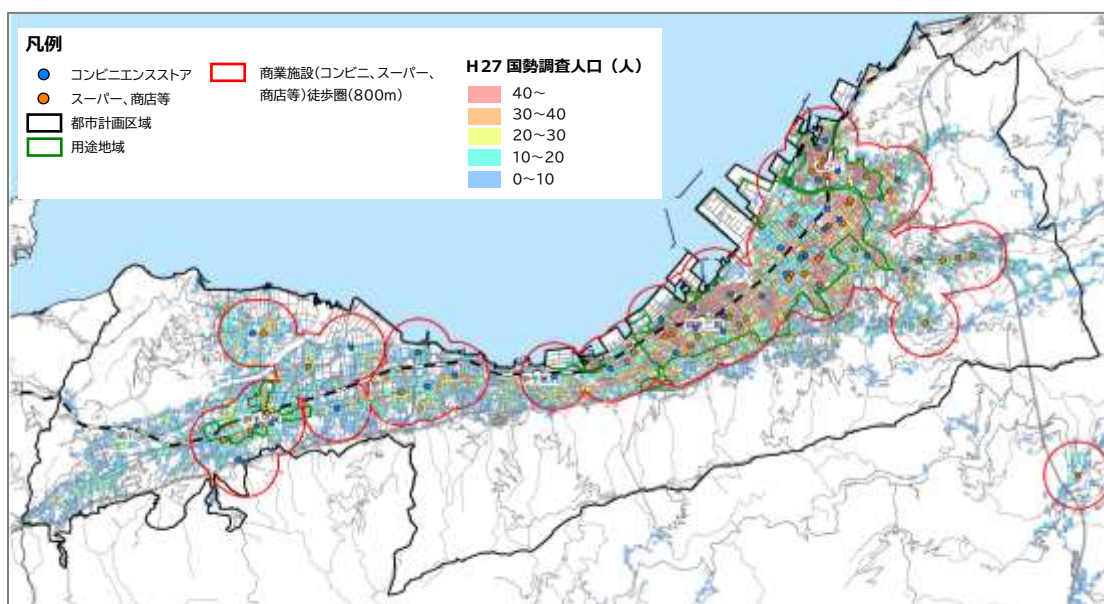 凡例
コンビニエンスストア
スーパー、商店等
都市計画区域
用途地域
商業施設(コンビニ、スーパー、
商店等)徒歩圏(800m)
H27 国勢調査人口（人）
40～
30～40
20～30
10～20
0～10